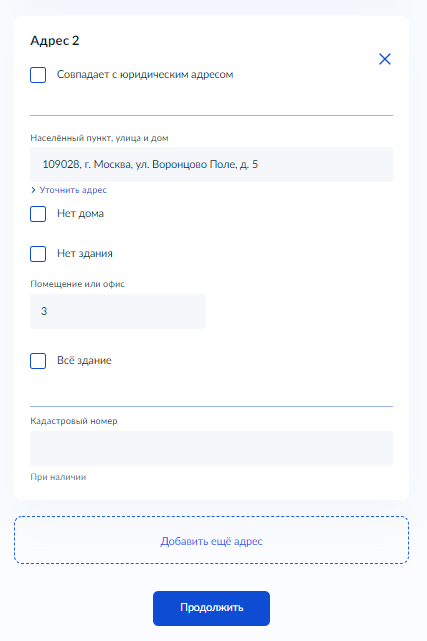 Адрес 2
Совпадает с юридическим адресом
Населённый пункт, улица и дом
109028, г. Москва, ул. Воронцово Поле, д. 5
Уточнить адрес
Нет дома
Нет здания
Помещение или офис
3
Всё здание
Кадастровый номер
При наличии
Добавить ещё адрес
Продолжить